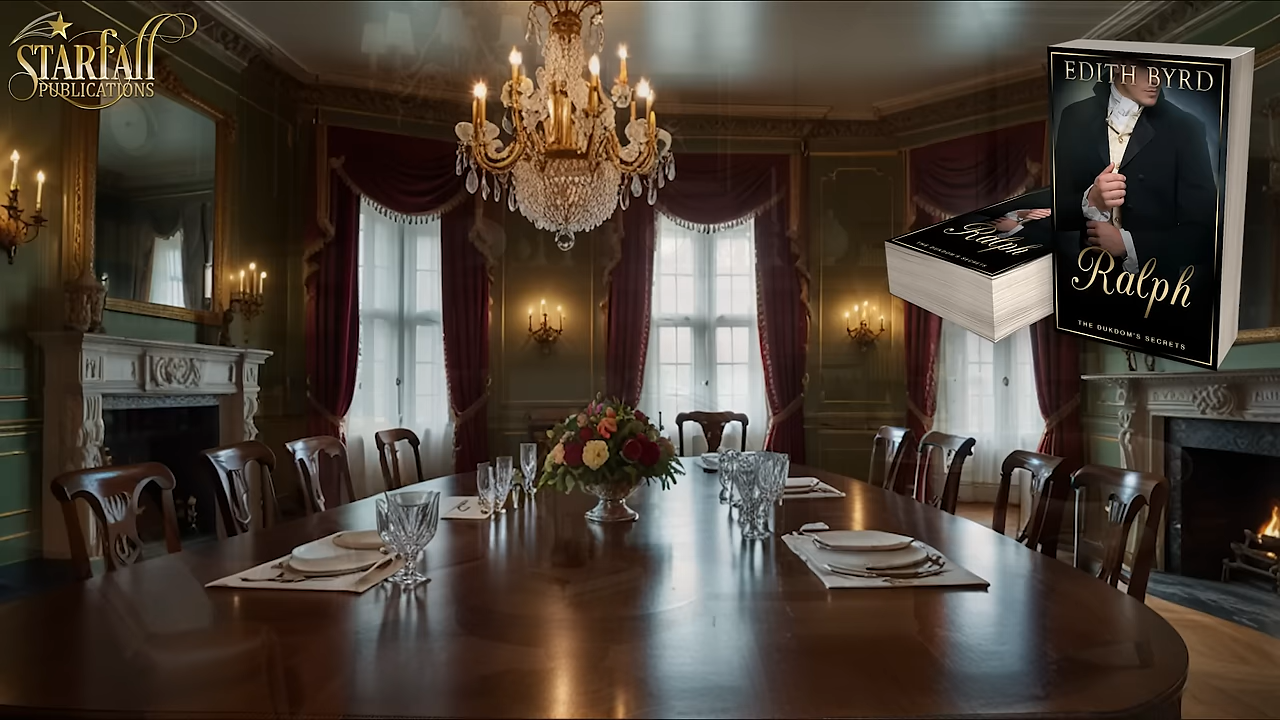 STARfall
PUBLICATIONS
EDITH BYRD
Ralph
THE DUKDOM'S SECRETS
Ralph
THE DUKDOM'S SECRETS